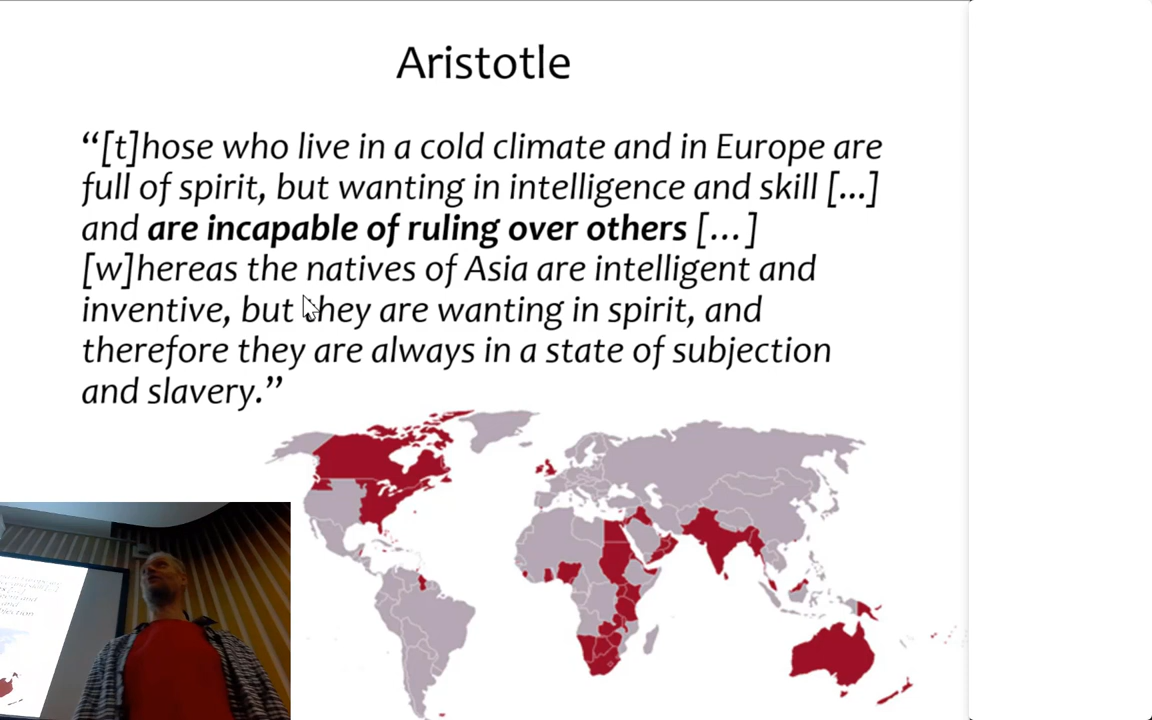 Aristotle
“[t]hose who live in a cold climate and in Europe are
full of spirit, but wanting in intelligence and skill [...]
and are incapable of ruling over others [...]
[w]hereas the natives of Asia are intelligent and
inventive, but they are wanting in spirit, and
therefore they are always in a state of subjection
and slavery.”